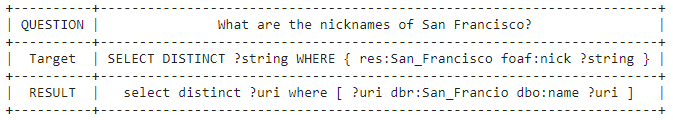 QUESTION What are the nicknames of San Francisco?
Target SELECT DISTINCT ?string WHERE { res:San_Francisco foaf:nick ?string }
RESULT select distinct ?uri where [ ?uri dbr:San_Francio dbo:name ?uri ]